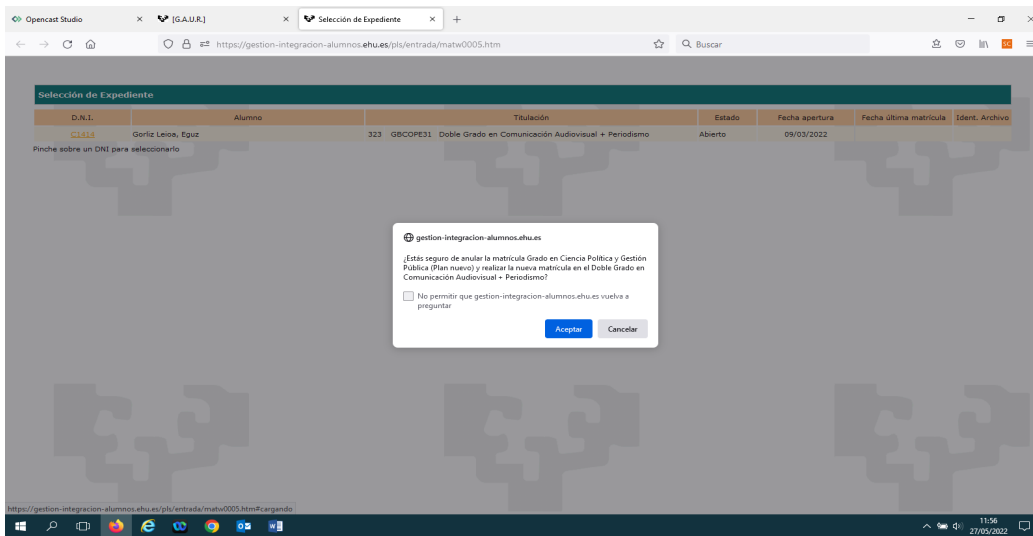 Opencast Studio
[G.A.U.R.]
Selección de Expediente
https://gestion-integracion-alumnos.ehu.es/pls/entrada/matw0005.htm
Buscar
Selección de Expediente
D.N.I. Alumno Titulación Estado Fecha apertura Fecha última matrícula Ident. Archivo
C1414 Gorliz Leioa, Eguz 323 GBCOPE31 Doble Grado en Comunicación Audiovisual + Periodismo Abierto 09/03/2022
Pinche sobre un DNI para seleccionarlo
gestion-integracion-alumnos.ehu.es
¿Estás seguro de anular la matrícula Grado en Ciencia Política y Gestión
Pública (Plan nuevo) y realizar la nueva matrícula en el Doble Grado en
Comunicación Audiovisual + Periodismo?
No permitir que gestion-integracion-alumnos.ehu.es vuelva a
preguntar
Aceptar Cancelar
https://gestion-integracion-alumnos.ehu.es/pls/entrada/matw0005.htm#cargando
11:56
27/05/2022